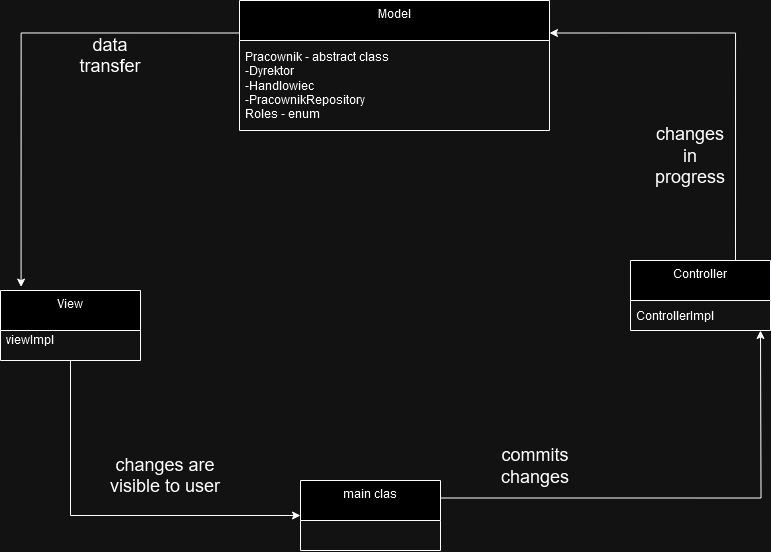 Model
Pracownik - abstract class
-Dyrektor
-Handlowiec
-PracownikRepository
Roles - enum
data
transfer
changes
in
progress
View
viewImpl
Controller
ControllerImpl
changes are
visible to user
commits
changes
main clas